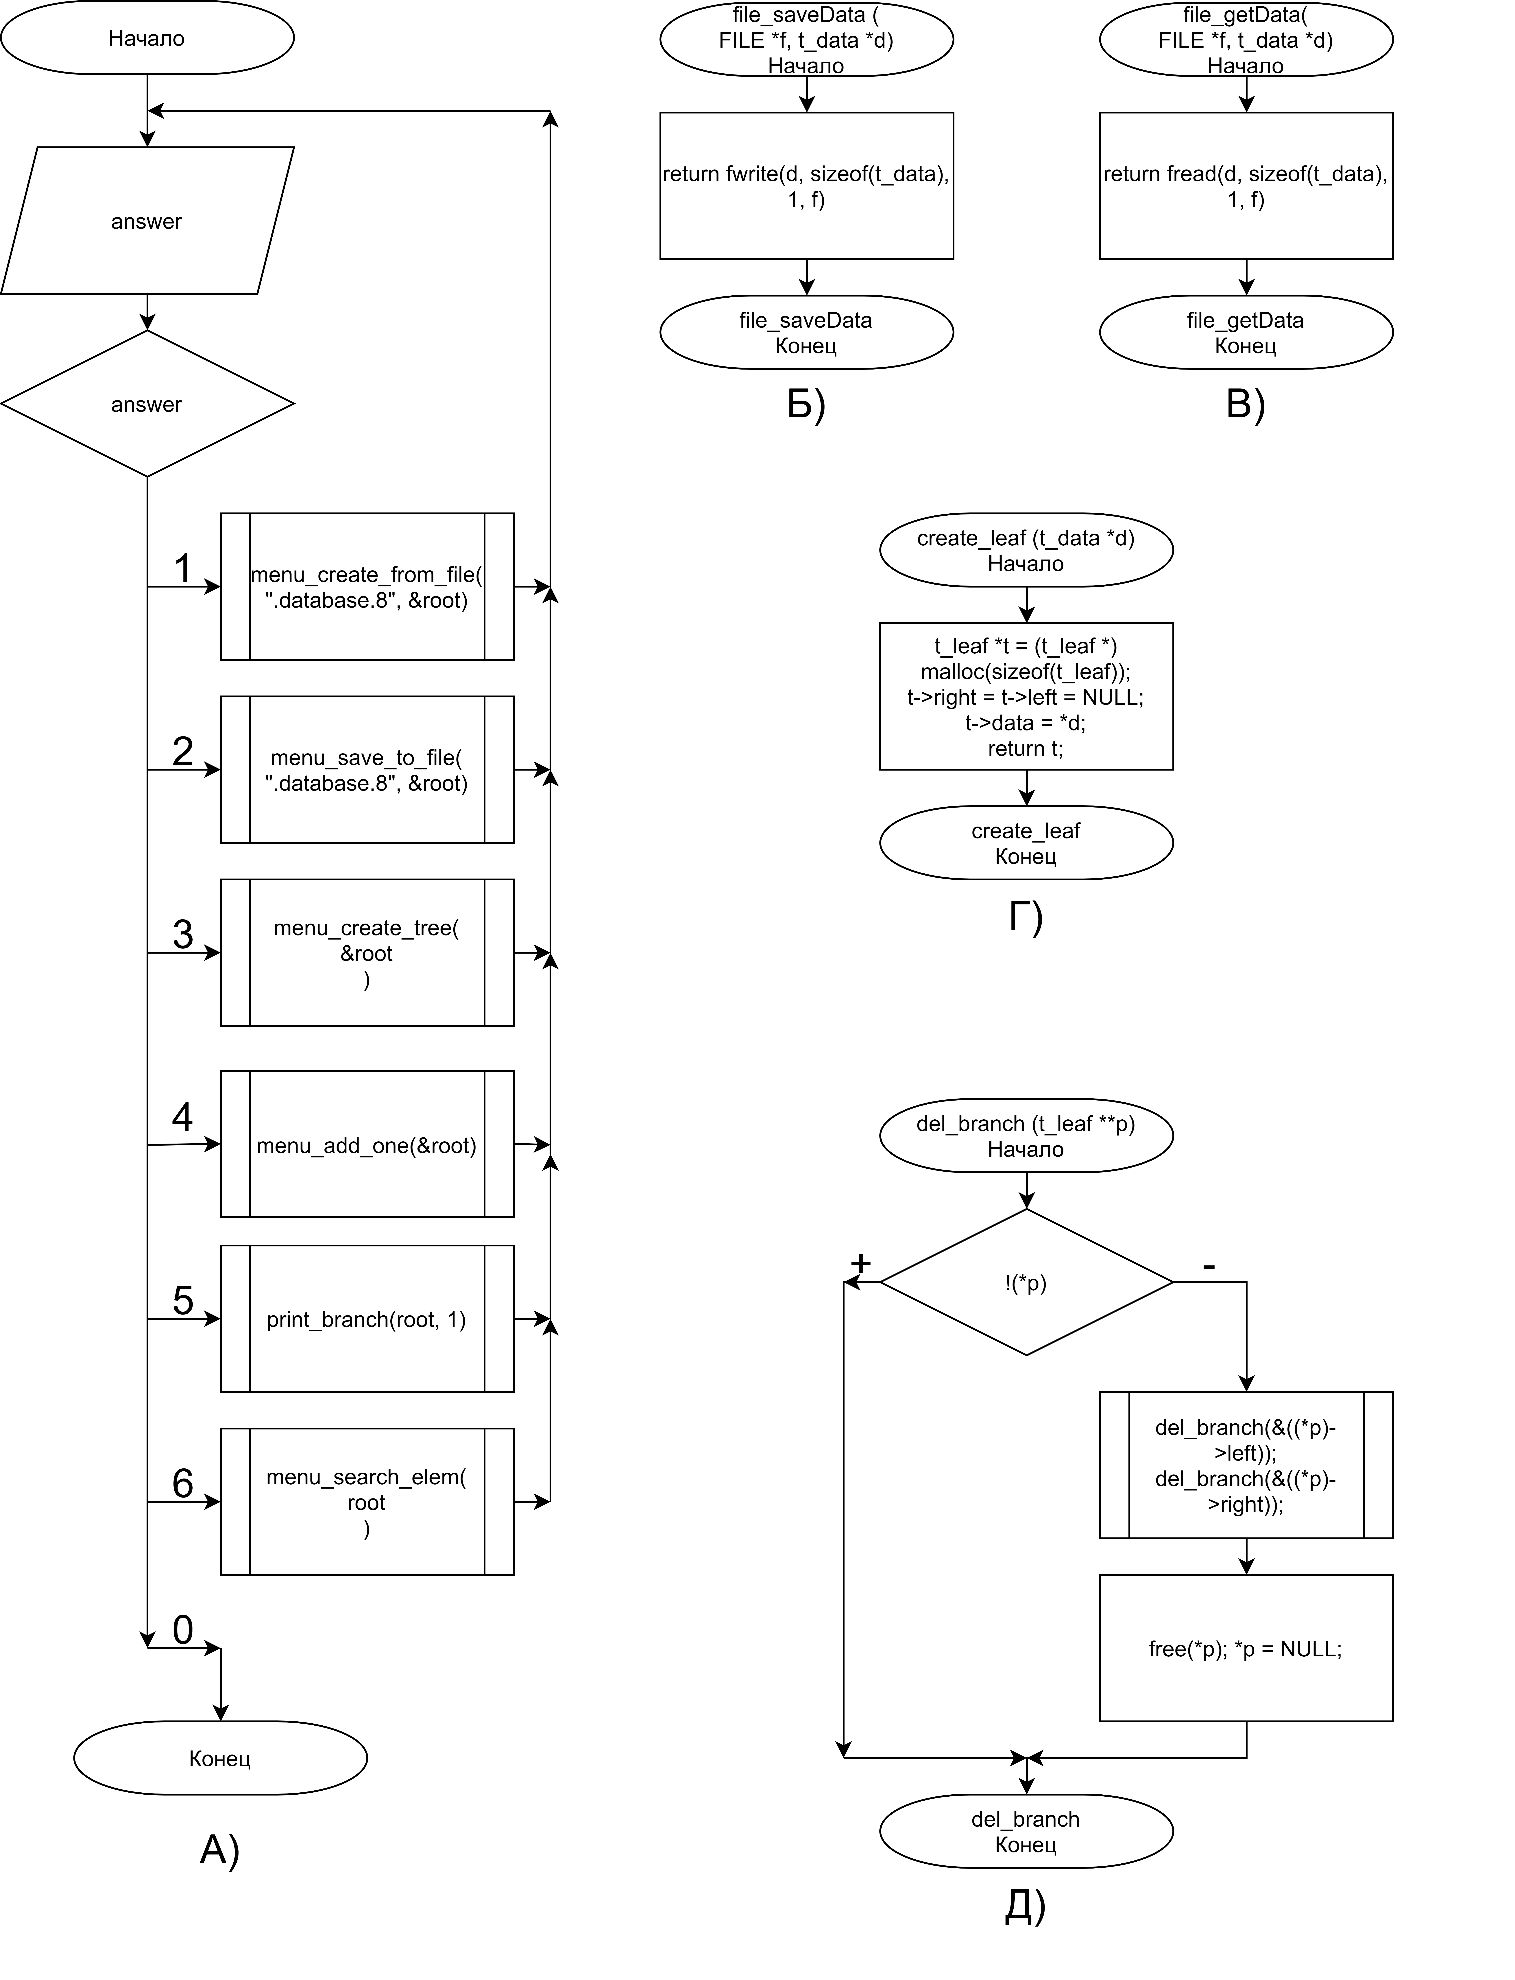 Начало
answer
answer
1
menu_create_from_file(
".database.8", &root)
2
menu_save_to_file(
".database.8", &root)
3
menu_create_tree(
&root
)
4
menu_add_one(&root)
5
print_branch(root, 1)
6
menu_search_elem(
root
)
0
Конец
А)
file_saveData (
FILE *f, t_data *d)
Начало
return fwrite(d, sizeof(t_data),
1, f)
file_saveData
Конец
Б)
file_getData(
FILE *f, t_data *d)
Начало
return fread(d, sizeof(t_data),
1, f)
file_getData
Конец
В)
create_leaf (t_data *d)
Начало
t_leaf *t = (t_leaf *)
malloc(sizeof(t_leaf));
t->right = t->left = NULL;
t->data = *d;
return t;
create_leaf
Конец
Г)
del_branch (t_leaf **p)
Начало
+
-
!(*p)
del_branch(&((*p)-
>left));
del_branch(&((*p)-
>right));
free(*p); *p = NULL;
del_branch
Конец
Д)